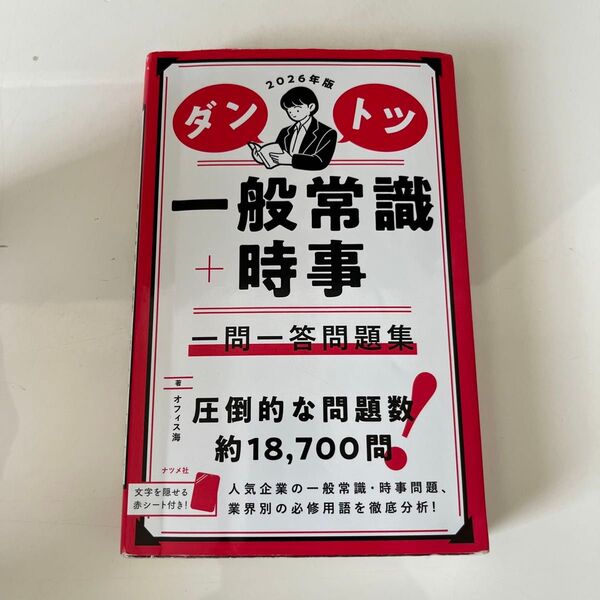 2026年版
ダントツ
一般常識
+時事
一問一答問題集
著 オフィス海
圧倒的な問題数
約18,700問!
ナツメ社
文字を隠せる
赤シート付き!
人気企業の一般常識・時事問題、
業界別の必修用語を徹底分析!